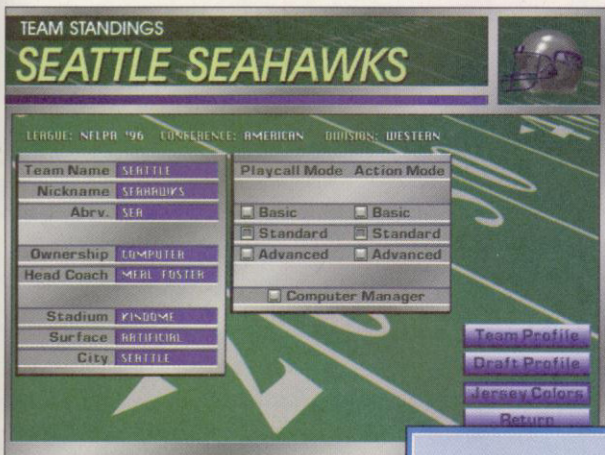 TEAM STANDINGS
SEATTLE SEAHAWKS
LEAGUE: NFLPA '96 CONFERENCE: AMERICAN DIVISION: WESTERN
Team Name SEATTLE
Nickname SEAHAWKS
Abrv. SEA
Ownership COMPUTER
Head Coach MERL FOSTER
Stadium KINDOME
Surface ARTIFICIAL
City SEATTLE
Playcall Mode Action Mode
Basic Basic
Standard Standard
Advanced Advanced
Computer Manager
Team Profile
Draft Profile
Jersey Colors
Return